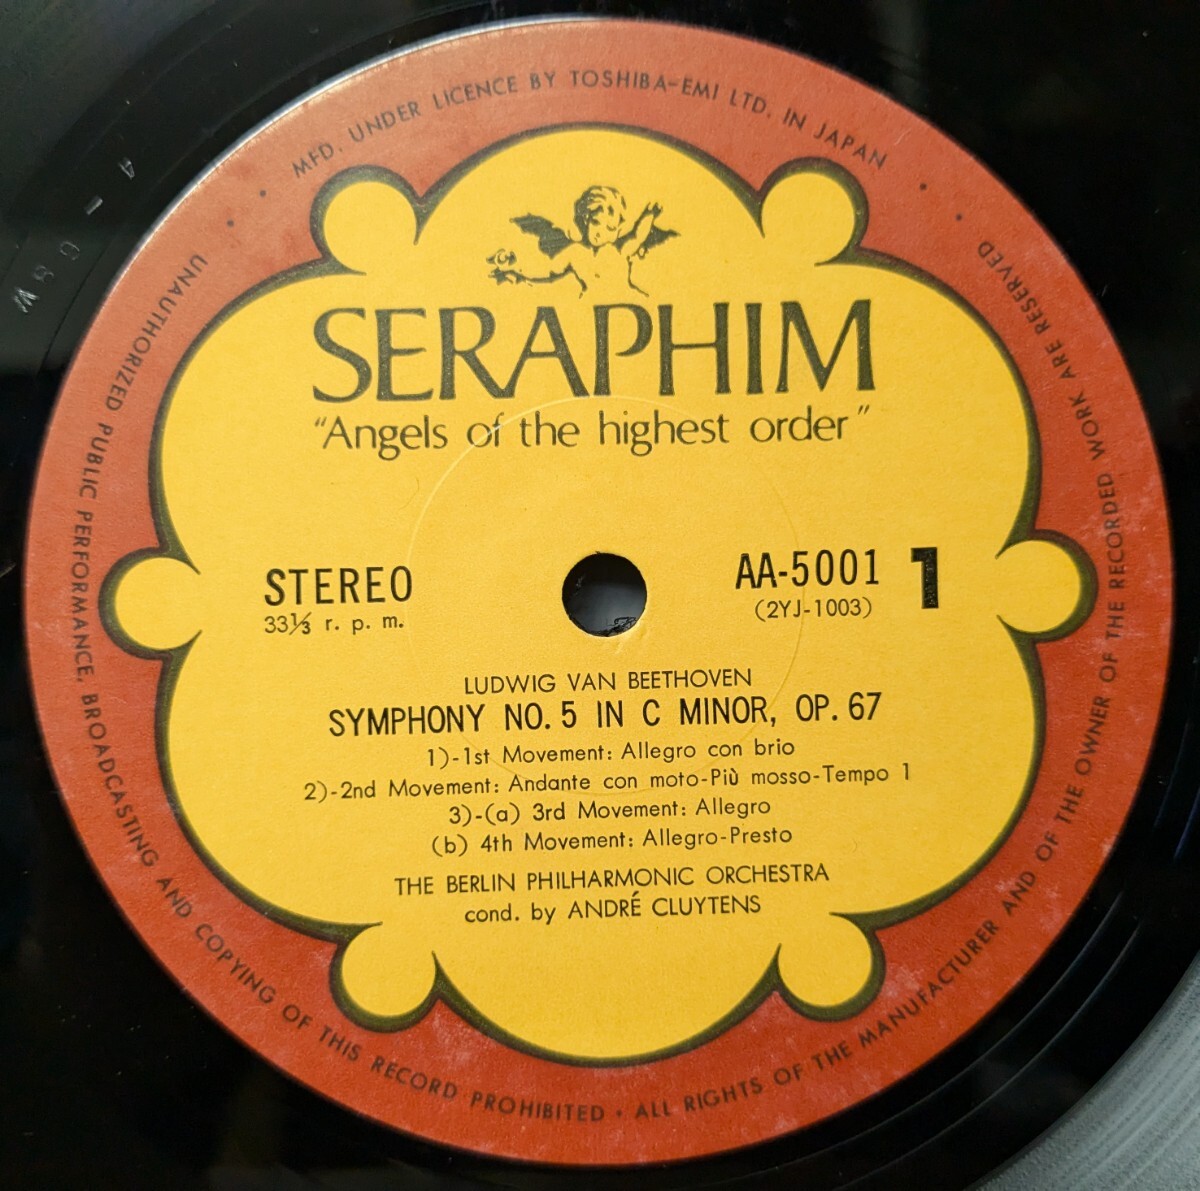 MFD. UNDER LICENCE BY TOSHIBA-EMI LTD. IN JAPAN
SERAPHIM
"Angels of the highest order"
STEREO
33⅓ r. p. m.
AA-5001 1
(2YJ-1003)
LUDWIG VAN BEETHOVEN
SYMPHONY NO. 5 IN C MINOR, OP. 67
1)-1st Movement: Allegro con brio
2)-2nd Movement: Andante con moto-Più mosso-Tempo 1
3)-(a) 3rd Movement: Allegro
(b) 4th Movement: Allegro-Presto
THE BERLIN PHILHARMONIC ORCHESTRA
cond. by ANDRÉ CLUYTENS
UNAUTHORIZED PUBLIC PERFORMANCE, BROADCASTING AND COPYING OF THIS RECORD PROHIBITED • ALL RIGHTS OF THE MANUFACTURER AND OF THE OWNER OF THE RECORDED WORK ARE RESERVED